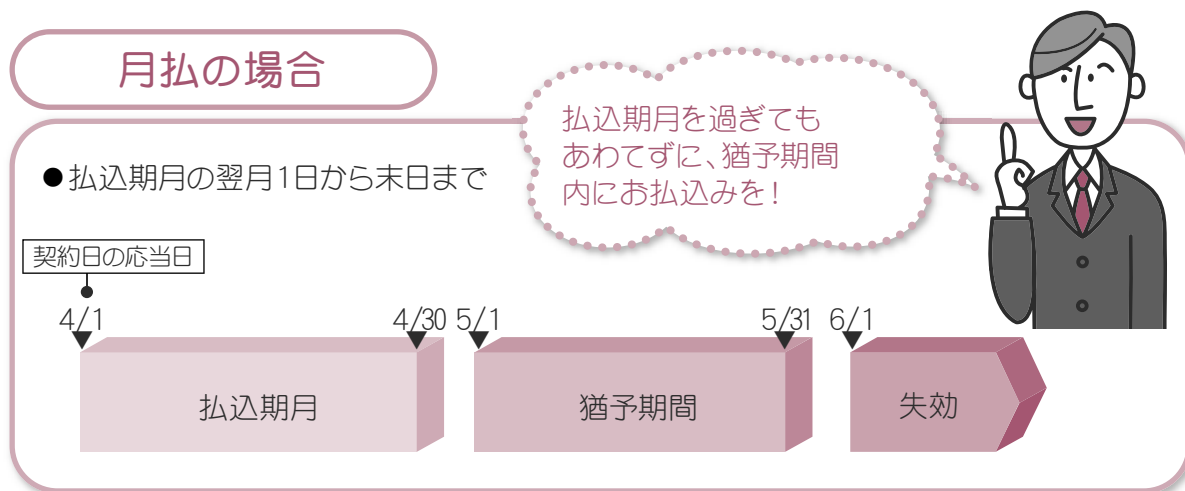 月払の場合
払込期月を過ぎても
あわてずに、猶予期間
内にお払込みを！
●払込期月の翌月1日から末日まで
契約日の応当日
4/1
4/30
5/1
5/31
6/1
払込期月
猶予期間
失効